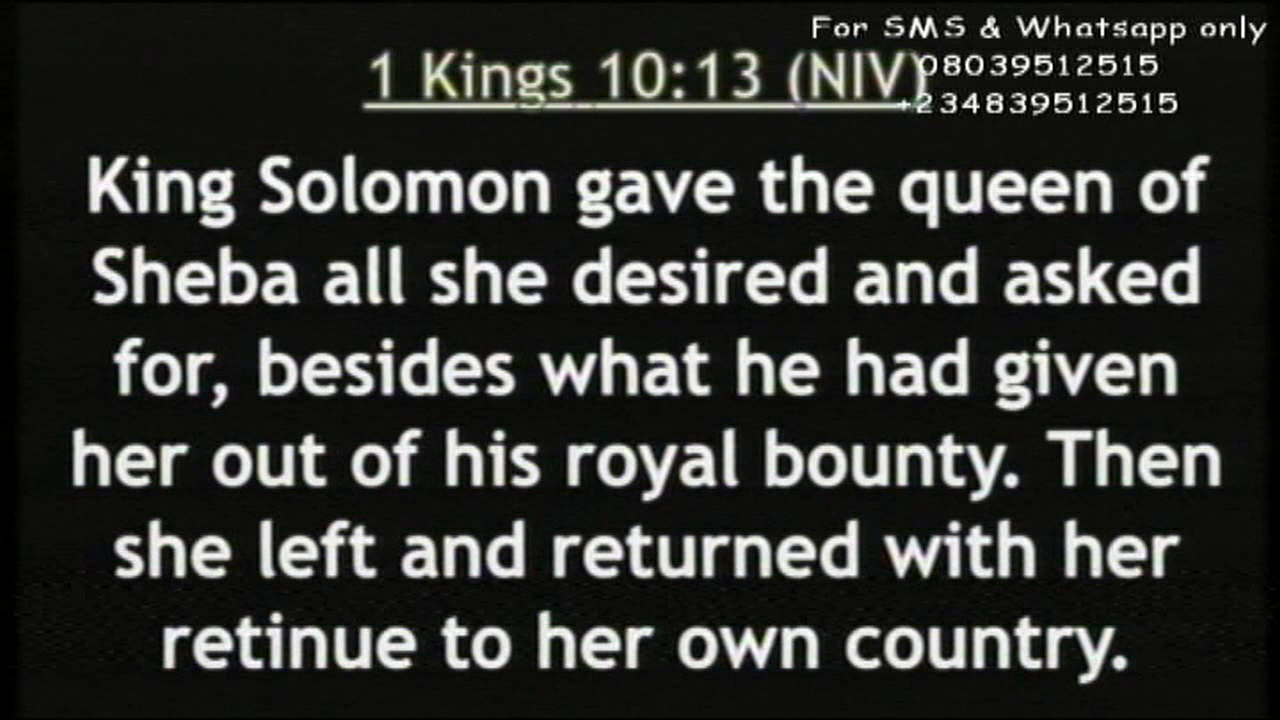 For SMS & Whatsapp only
1 Kings 10:13 (NIV)
08039512515
+234839512515
King Solomon gave the queen of
Sheba all she desired and asked
for, besides what he had given
her out of his royal bounty. Then
she left and returned with her
retinue to her own country.